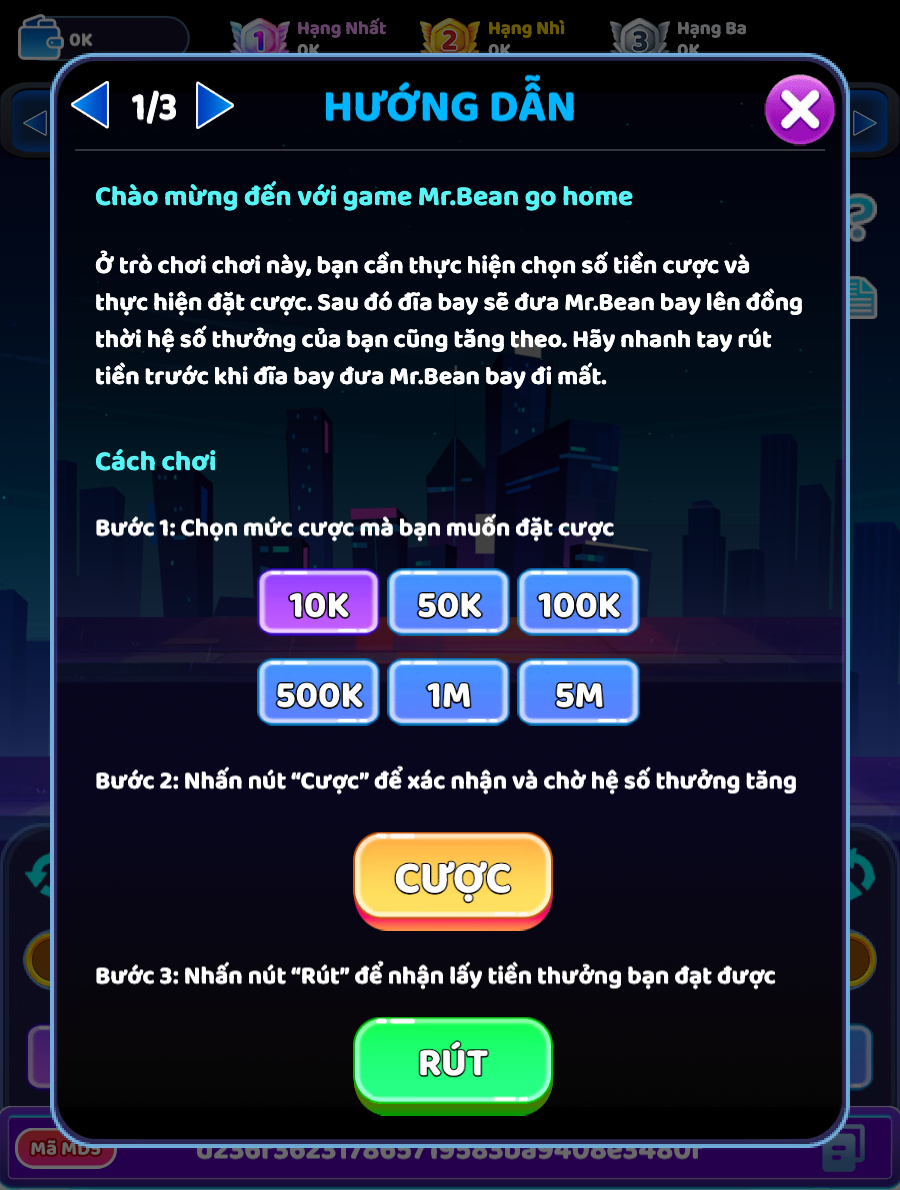 0K
Hạng Nhất
0K
Hạng Nhì
0K
Hạng Ba
0K
1
2
3
1/3
HƯỚNG DẪN
Chào mừng đến với game Mr.Bean go home
Ở trò chơi chơi này, bạn cần thực hiện chọn số tiền cược và
thực hiện đặt cược. Sau đó đĩa bay sẽ đưa Mr.Bean bay lên đồng
thời hệ số thưởng của bạn cũng tăng theo. Hãy nhanh tay rút
tiền trước khi đĩa bay đưa Mr.Bean bay đi mất.
Cách chơi
Bước 1: Chọn mức cược mà bạn muốn đặt cược
10K 50K 100K
500K 1M 5M
Bước 2: Nhấn nút “Cược” để xác nhận và chờ hệ số thưởng tăng
CƯỢC
Bước 3: Nhấn nút “Rút” để nhận lấy tiền thưởng bạn đạt được
RÚT
Mã MD5